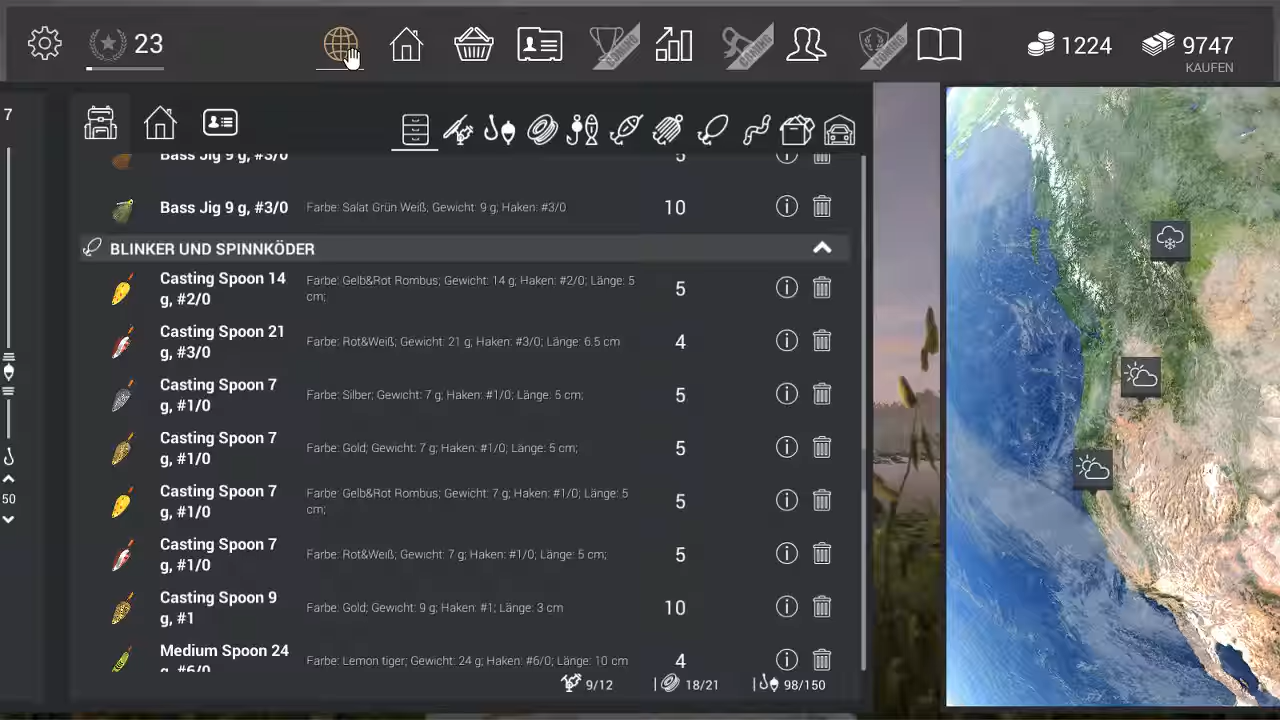 23
COMING
COMING
COMING
1224
9747
KAUFEN
7
Bass Jig 9 g, #3/0
5
Bass Jig 9 g, #3/0
Farbe: Salat Grün Weiß, Gewicht: 9 g, Haken: #3/0
10
BLINKER UND SPINNKÖDER
Casting Spoon 14
g, #2/0
Farbe: Gelb&Rot Rombus; Gewicht: 14 g; Haken: #2/0; Länge: 5
cm;
5
Casting Spoon 21
g, #3/0
Farbe: Rot&Weiß; Gewicht: 21 g, Haken: #3/0; Länge: 6.5 cm
4
Casting Spoon 7
g, #1/0
Farbe: Silber; Gewicht: 7 g; Haken: #1/0; Länge: 5 cm;
5
Casting Spoon 7
g, #1/0
Farbe: Gold; Gewicht: 7 g; Haken: #1/0; Länge: 5 cm;
5
Casting Spoon 7
g, #1/0
Farbe: Gelb&Rot Rombus; Gewicht: 7 g; Haken: #1/0; Länge: 5
cm;
5
Casting Spoon 7
g, #1/0
Farbe: Rot&Weiß; Gewicht: 7 g; Haken: #1/0; Länge: 5 cm;
5
Casting Spoon 9
g, #1
Farbe: Gold; Gewicht: 9 g; Haken: #1; Länge: 3 cm
10
Medium Spoon 24
g, #6/0
Farbe: Lemon tiger; Gewicht: 24 g; Haken: #6/0; Länge: 10 cm
4
50
9/12
18/21
98/150